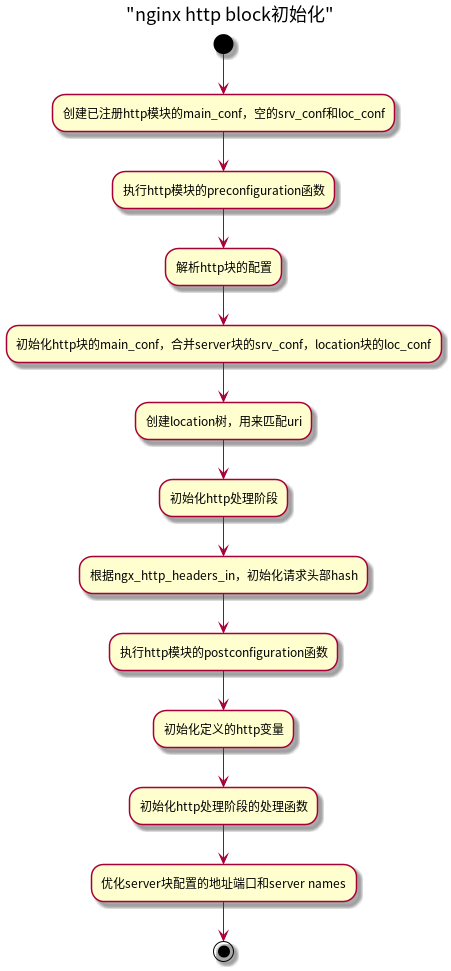 "nginx http block初始化"
创建已注册http模块的main_conf，空的srv_conf和loc_conf
执行http模块的preconfiguration函数
解析http块的配置
初始化http块的main_conf，合并server块的srv_conf，location块的loc_conf
创建location树，用来匹配uri
初始化http处理阶段
根据ngx_http_headers_in，初始化请求头部hash
执行http模块的postconfiguration函数
初始化定义的http变量
初始化http处理阶段的处理函数
优化server块配置的地址端口和server names